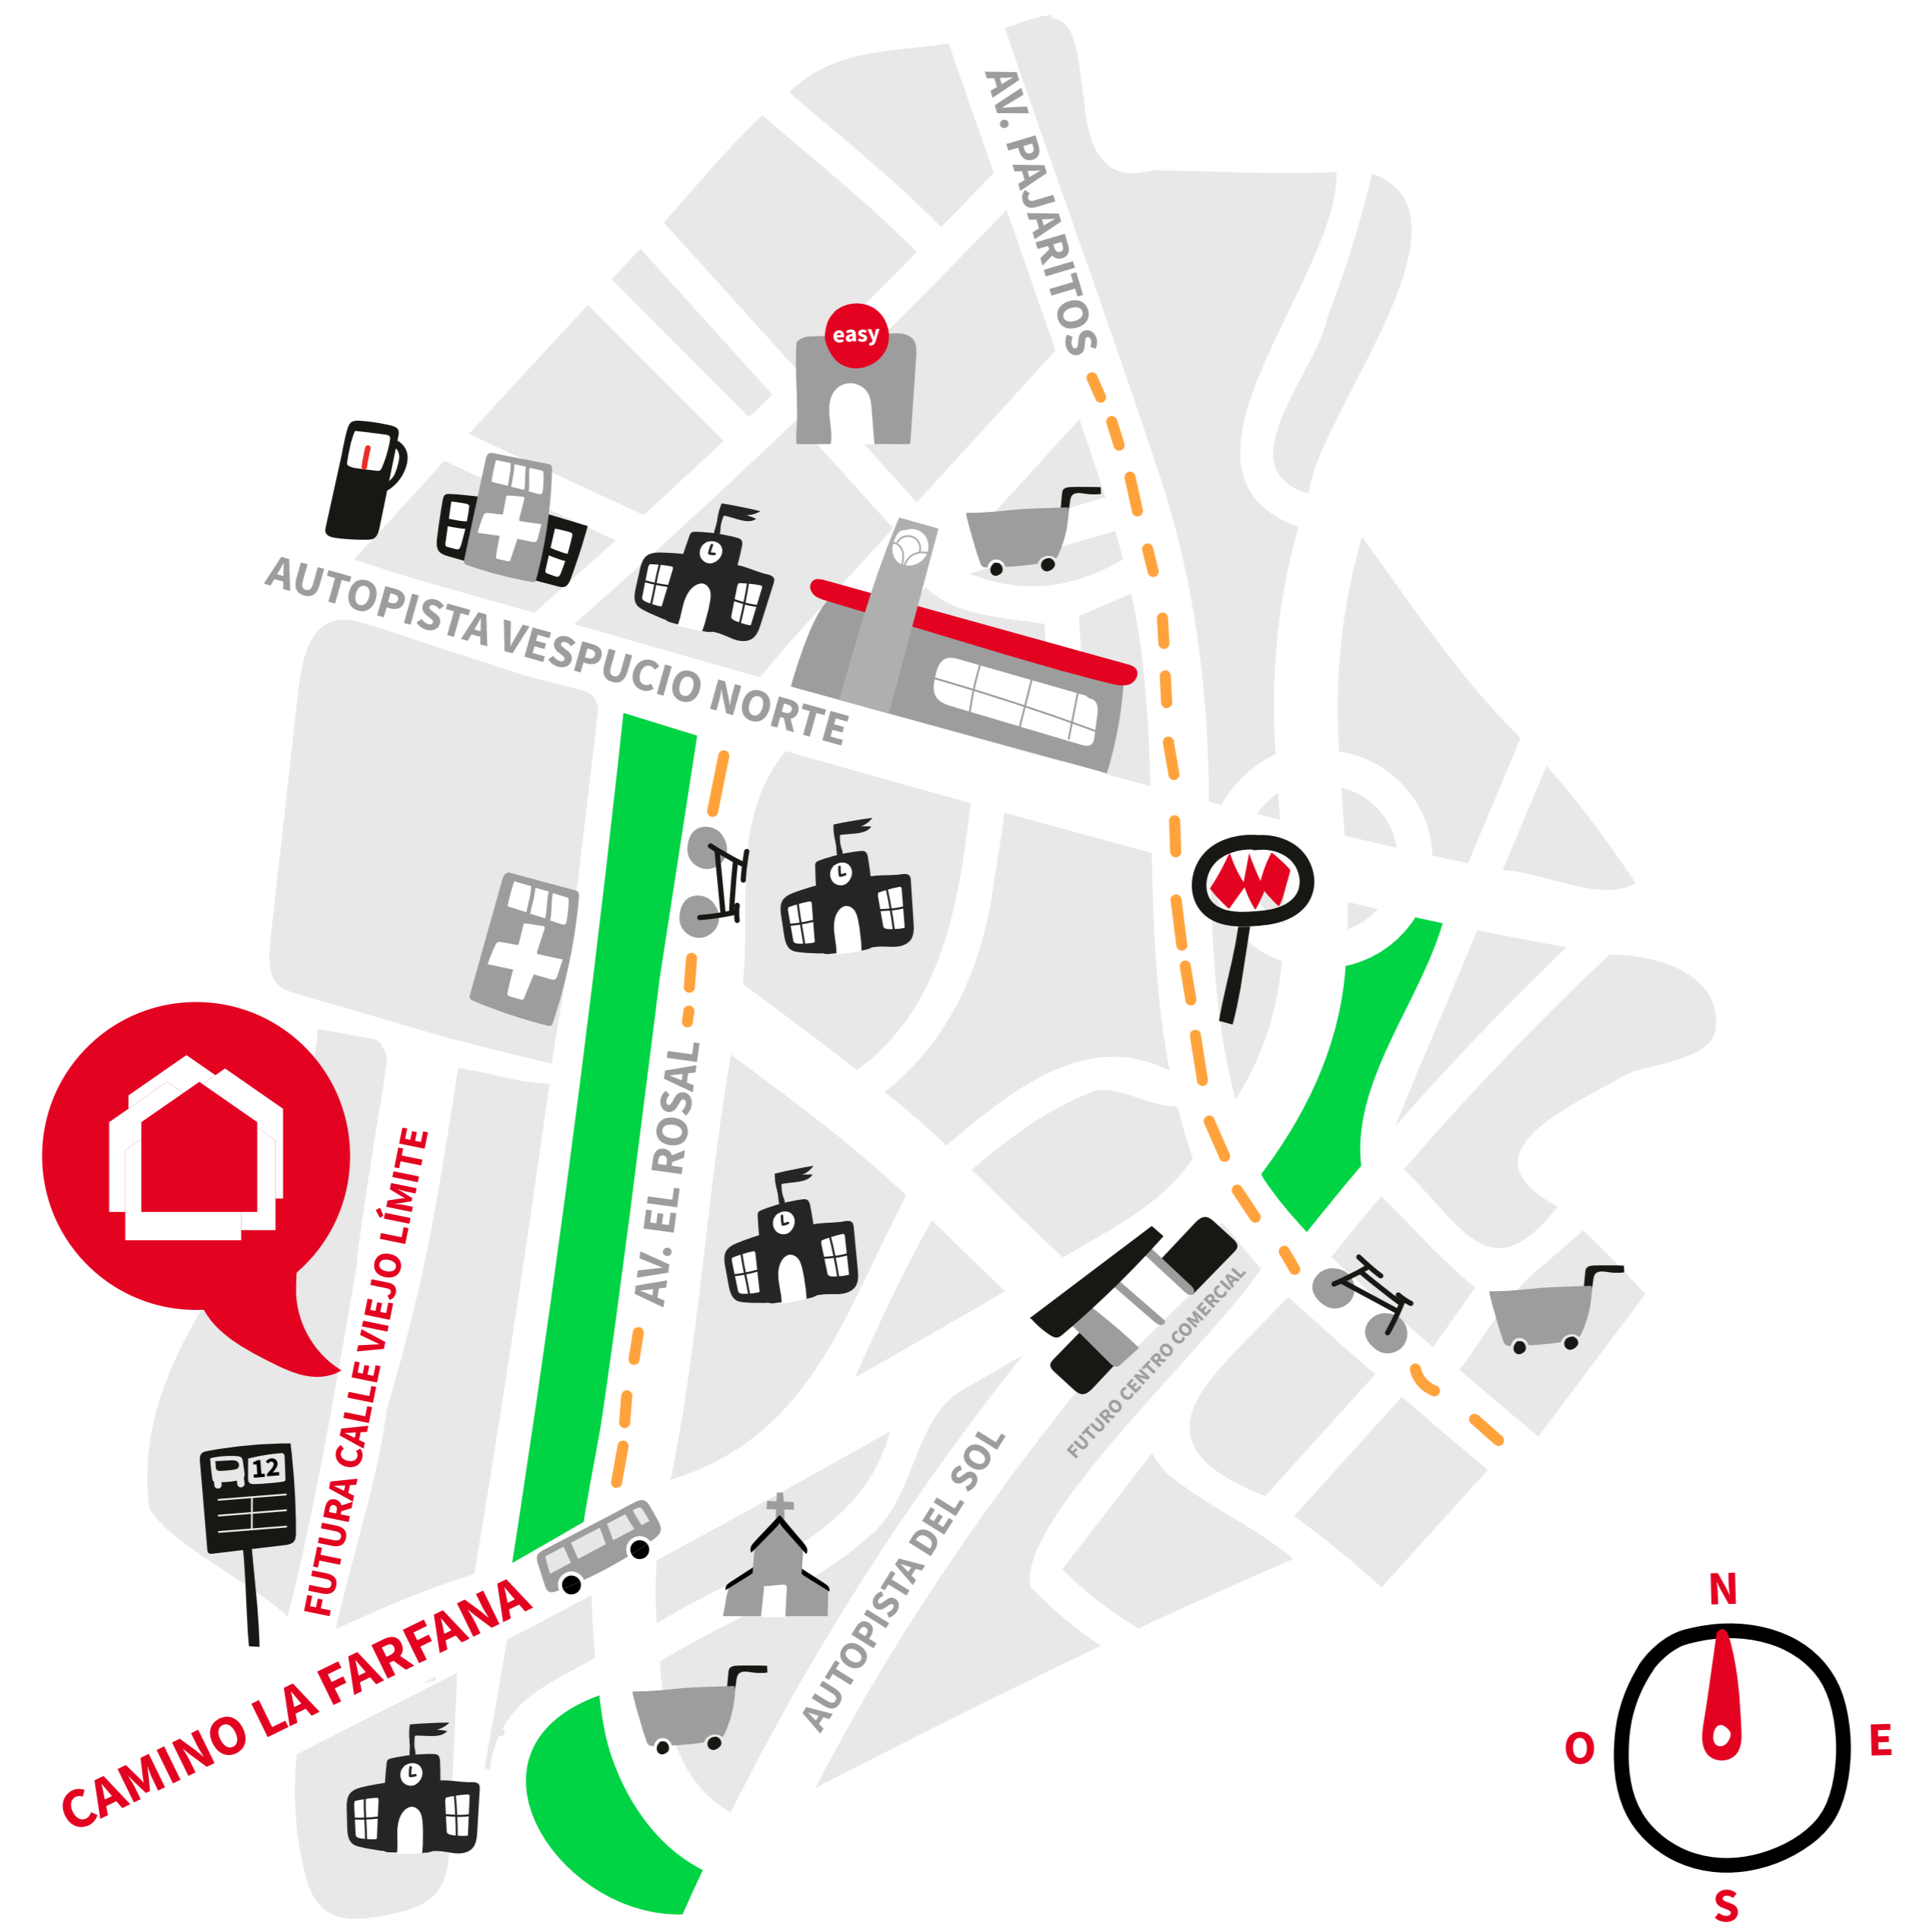 AV. PAJARITOS
easy
AUTOPISTA VESPUCIO NORTE
AV. EL ROSAL
FUTURA CALLE VIEJO LÍMITE
FUTURO CENTRO COMERCIAL
AUTOPISTA DEL SOL
12
CAMINO LA FARFANA
N
O
E
S